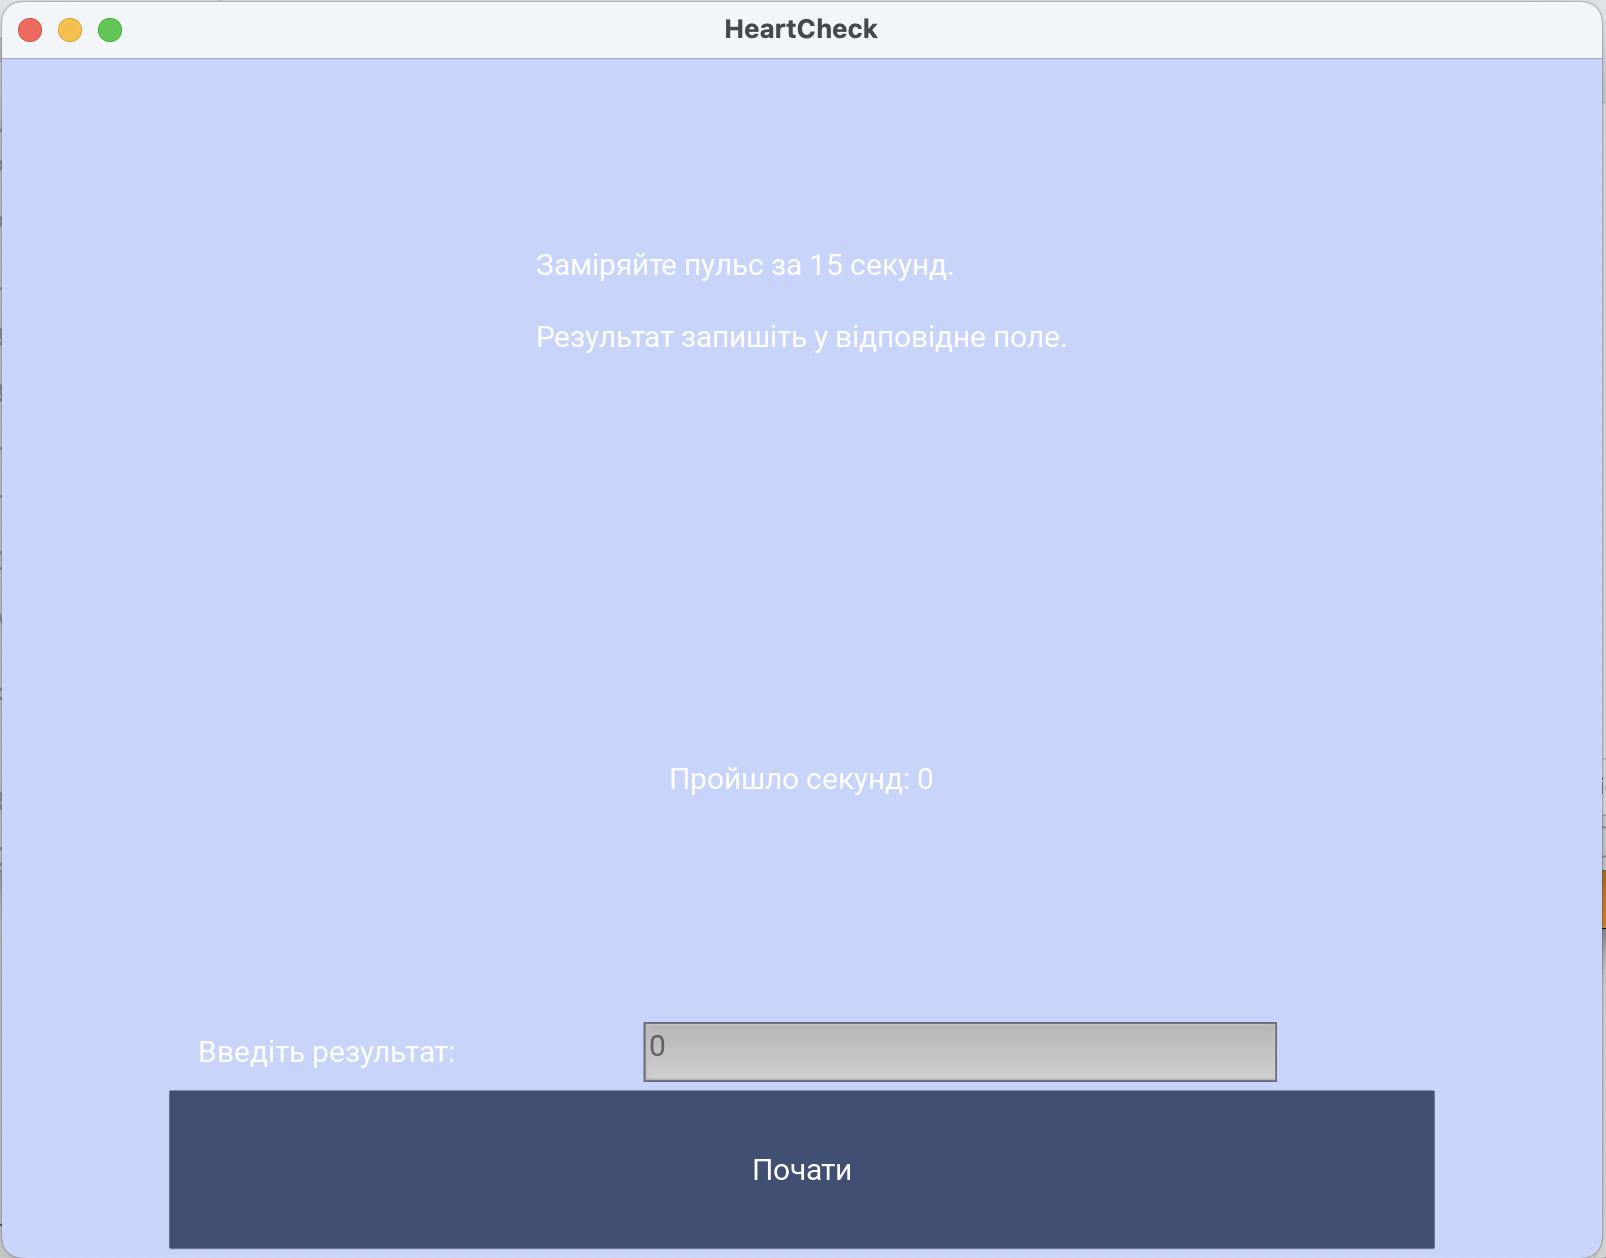 HeartCheck
Заміряйте пульс за 15 секунд.
Результат запишіть у відповідне поле.
Пройшло секунд: 0
Введіть результат:
0
Почати